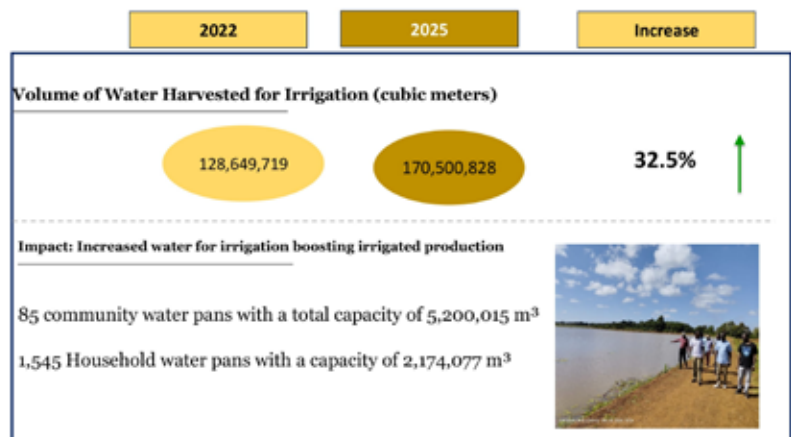 2022 2025 Increase
Volume of Water Harvested for Irrigation (cubic meters)
128,649,719 170,500,828 32.5%
Impact: Increased water for irrigation boosting irrigated production
85 community water pans with a total capacity of 5,200,015 m³
1,545 Household water pans with a capacity of 2,174,077 m³